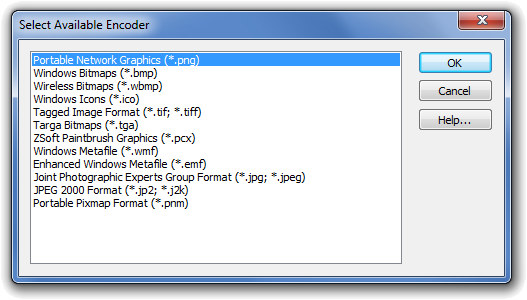 Select Available Encoder
Portable Network Graphics (*.png)
Windows Bitmaps (*.bmp)
Wireless Bitmaps (*.wbmp)
Windows Icons (*.ico)
Tagged Image Format (*.tif; *.tiff)
Targa Bitmaps (*.tga)
ZSoft Paintbrush Graphics (*.pcx)
Windows Metafile (*.wmf)
Enhanced Windows Metafile (*.emf)
Joint Photographic Experts Group Format (*.jpg; *.jpeg)
JPEG 2000 Format (*.jp2; *.j2k)
Portable Pixmap Format (*.pnm)
OK
Cancel
Help...